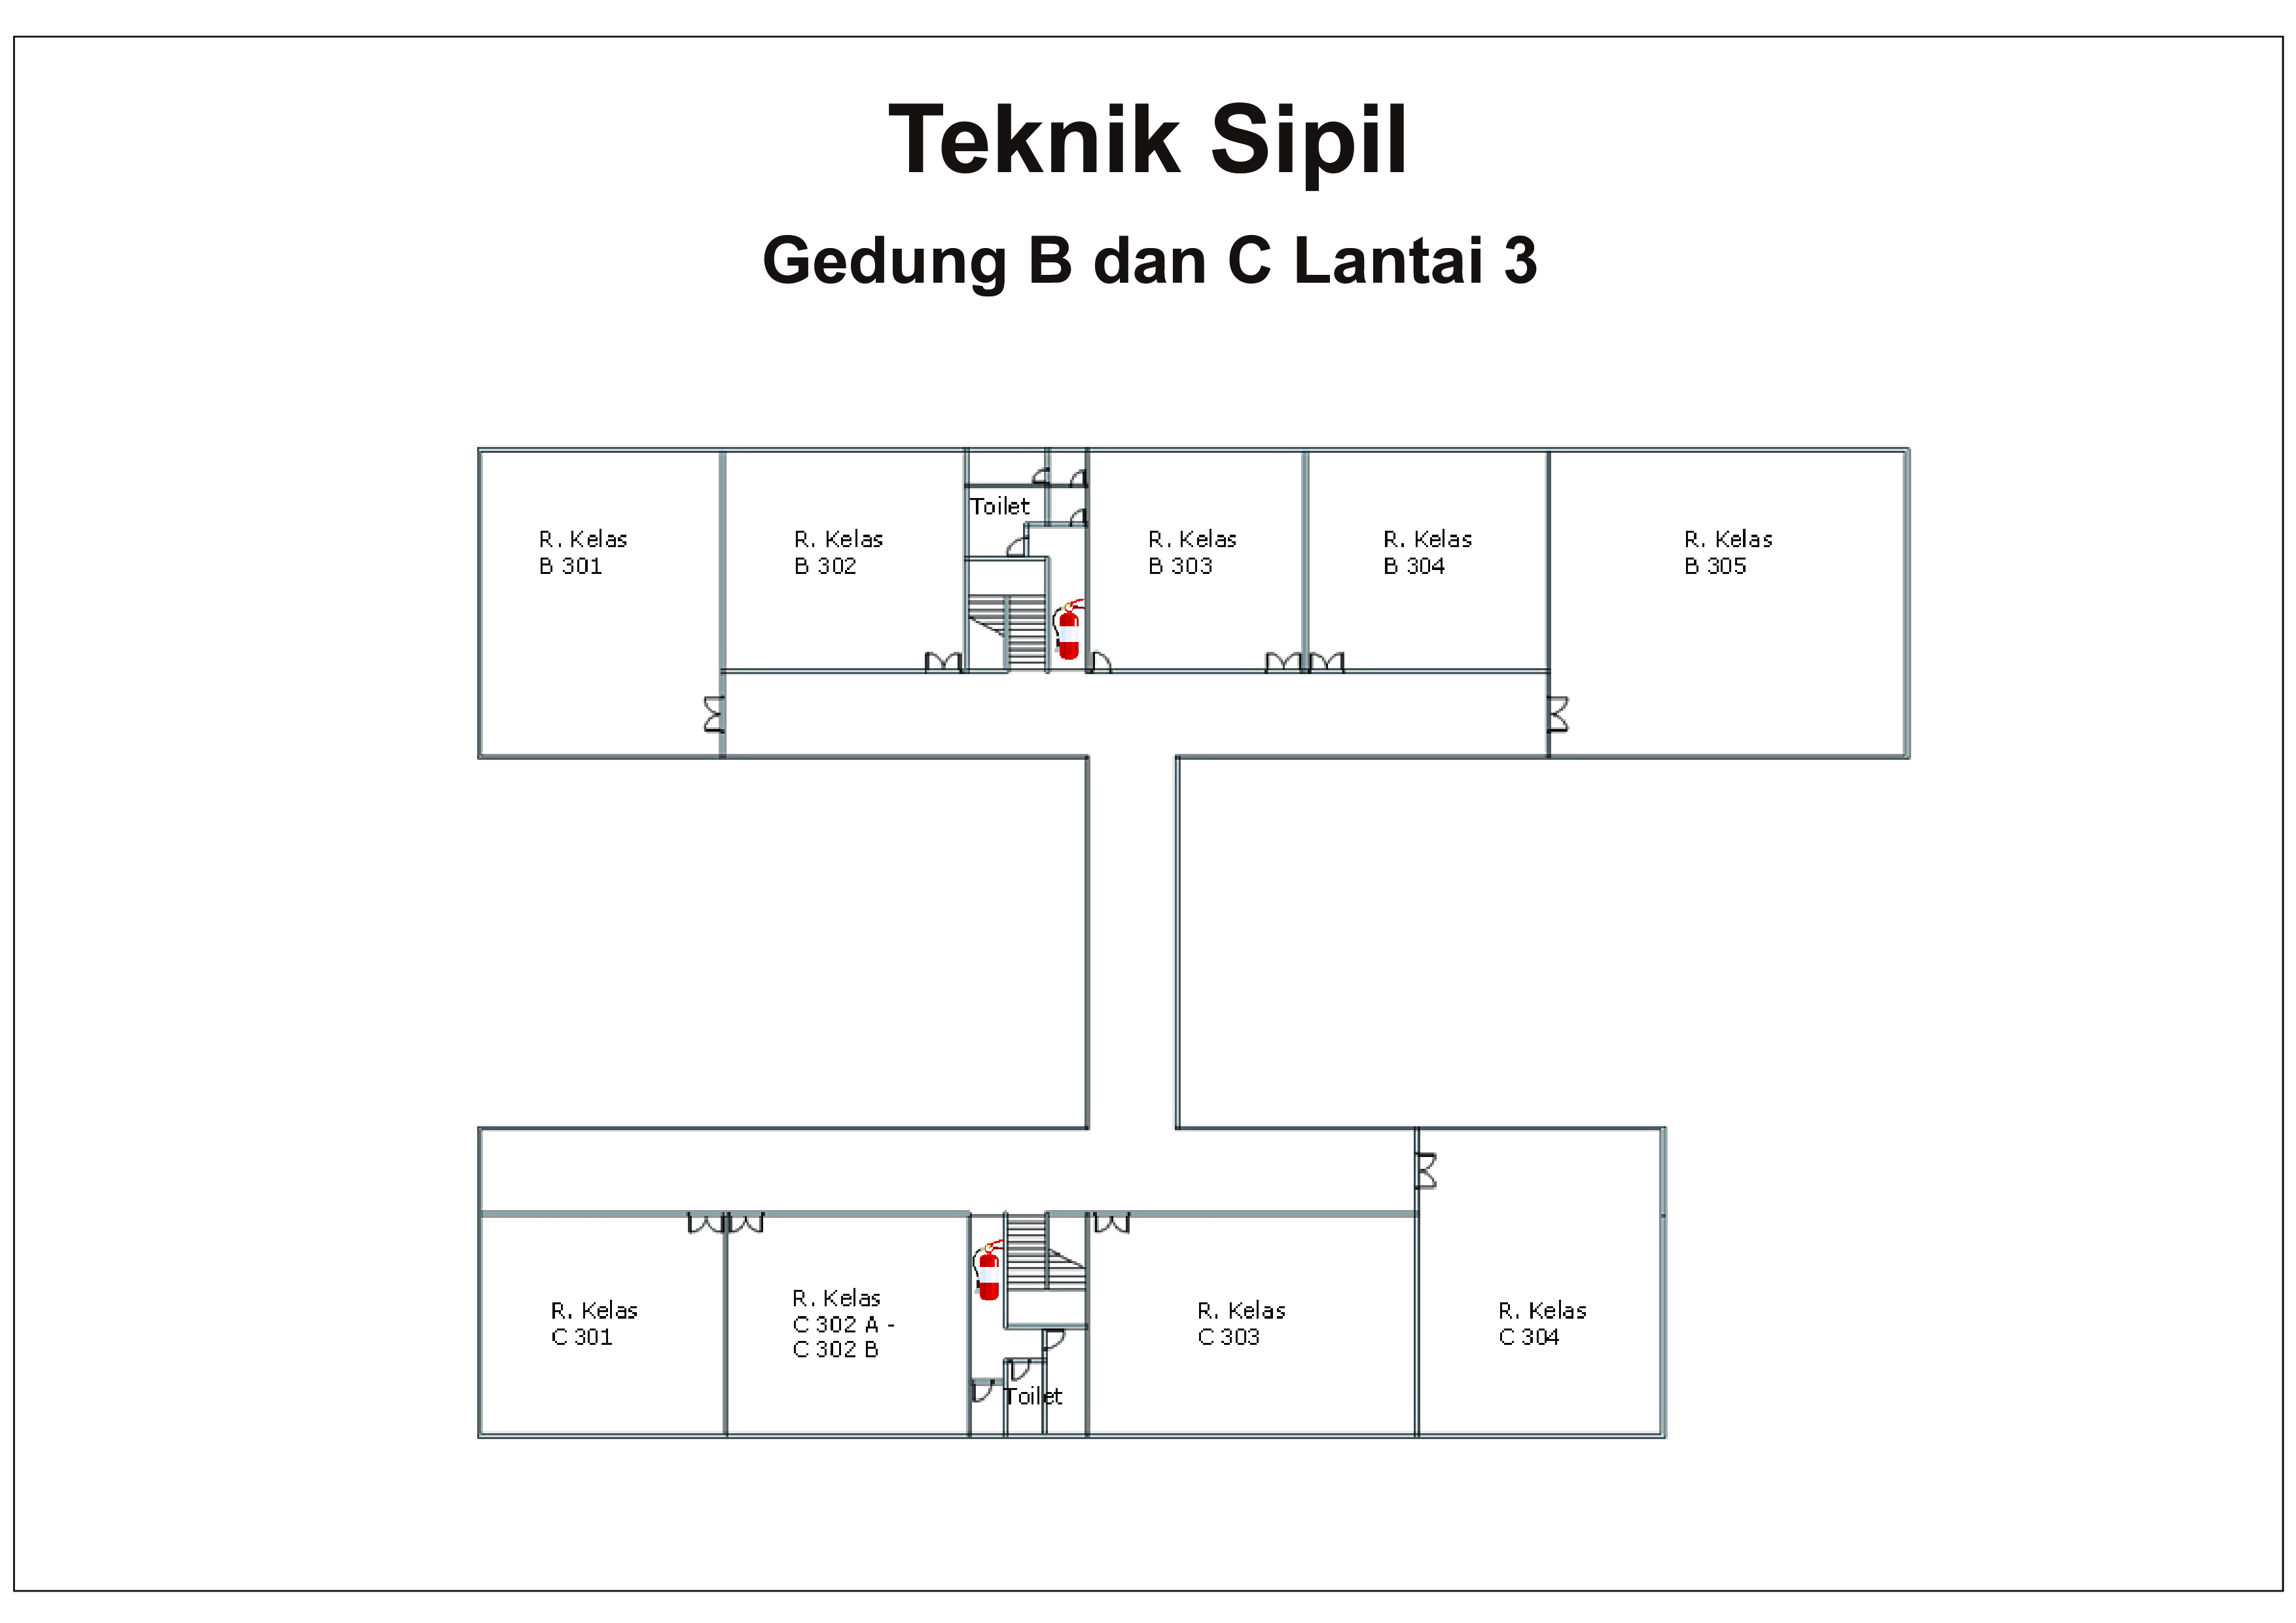 Teknik Sipil
Gedung B dan C Lantai 3
Toilet
R. Kelas
B 301
R. Kelas
B 302
R. Kelas
B 303
R. Kelas
B 304
R. Kelas
B 305
R. Kelas
C 301
R. Kelas
C 302 A -
C 302 B
R. Kelas
C 303
R. Kelas
C 304
Toilet